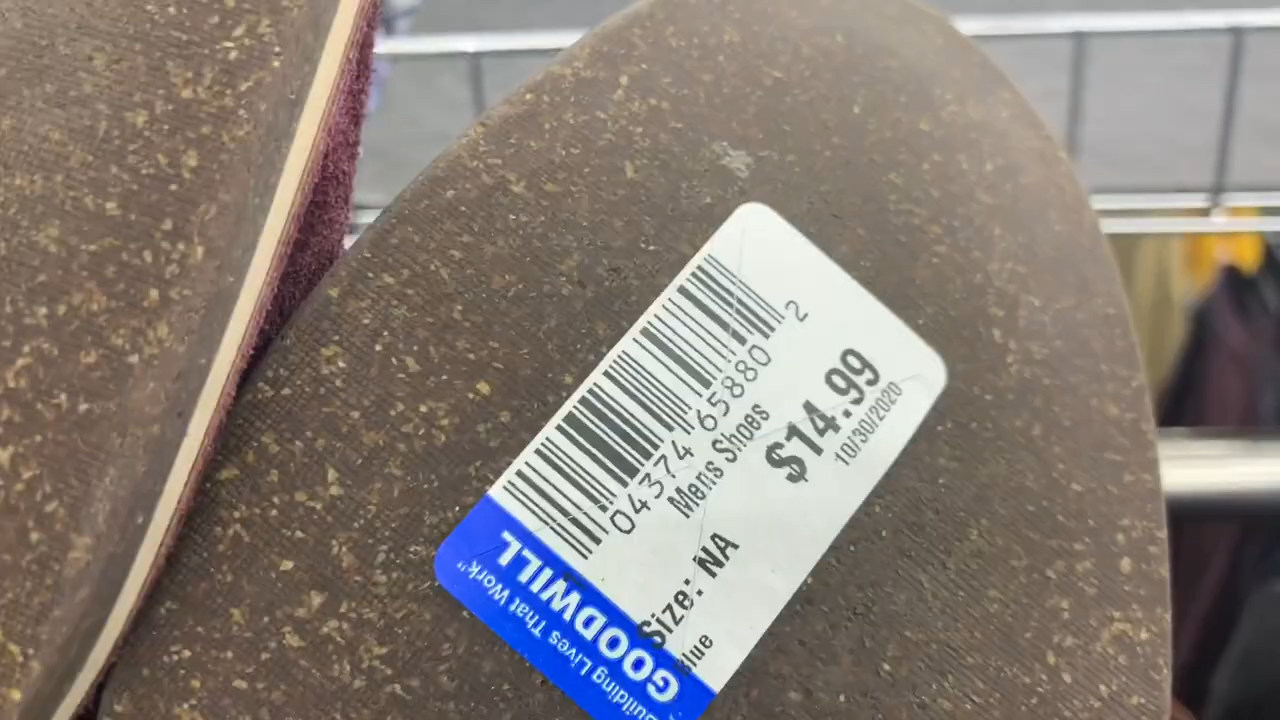 2
04374 65880
Mens Shoes
$14.99
10/30/2020
Size: NA
Blue
GOODWILL
"Building Lives That Work"